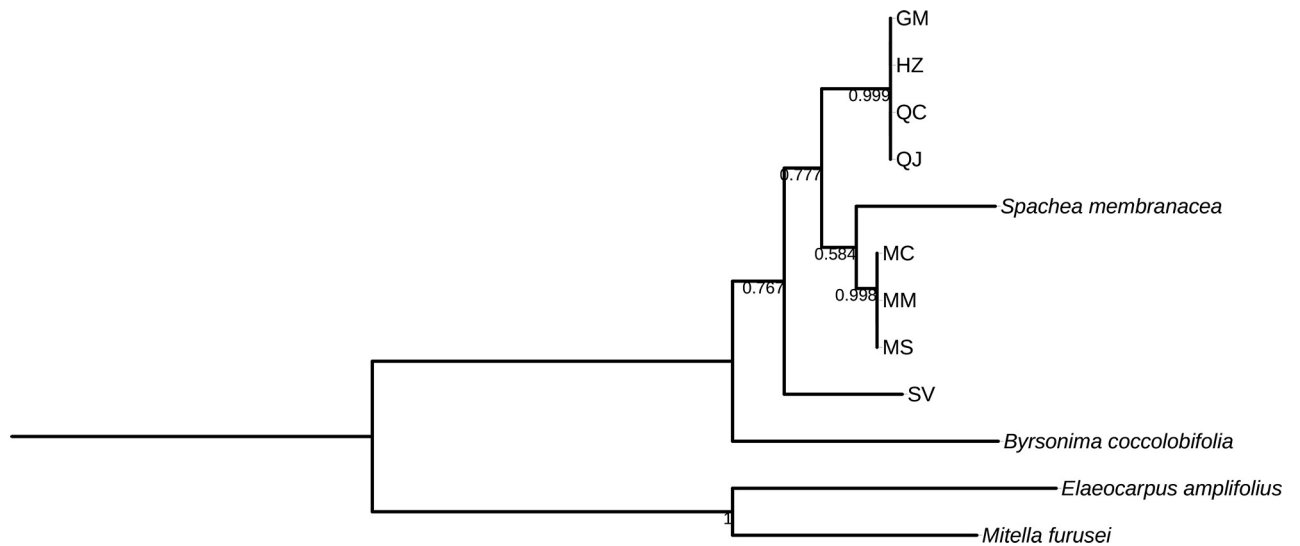 GM
HZ
0.999
QC
QJ
0.777
Spachea membranacea
0.584
MC
0.998
MM
0.767
MS
SV
Byrsonima coccolobifolia
Elaeocarpus amplifolius
1
Mitella furusei